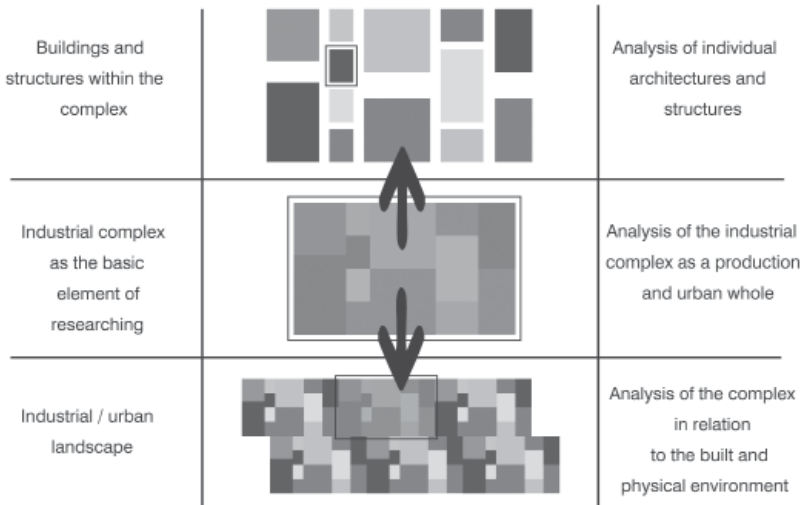 Buildings and
structures within the
complex
Analysis of individual
architectures and
structures
Industrial complex
as the basic
element of
researching
Analysis of the industrial
complex as a production
and urban whole
Industrial / urban
landscape
Analysis of the complex
in relation
to the built and
physical environment